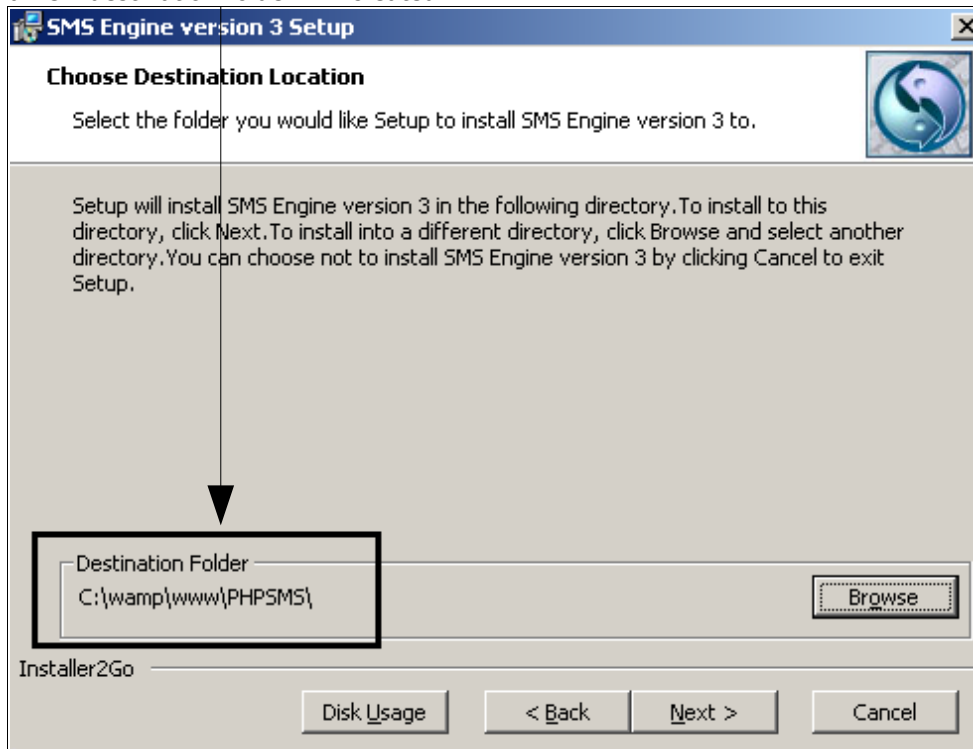 SMS Engine version 3 Setup
Choose Destination Location
Select the folder you would like Setup to install SMS Engine version 3 to.
Setup will install SMS Engine version 3 in the following directory.To install to this
directory, click Next.To install into a different directory, click Browse and select another
directory.You can choose not to install SMS Engine version 3 by clicking Cancel to exit
Setup.
Destination Folder
C:\wamp\www\PHPSMS\
Browse
Installer2Go
Disk Usage
< Back
Next >
Cancel